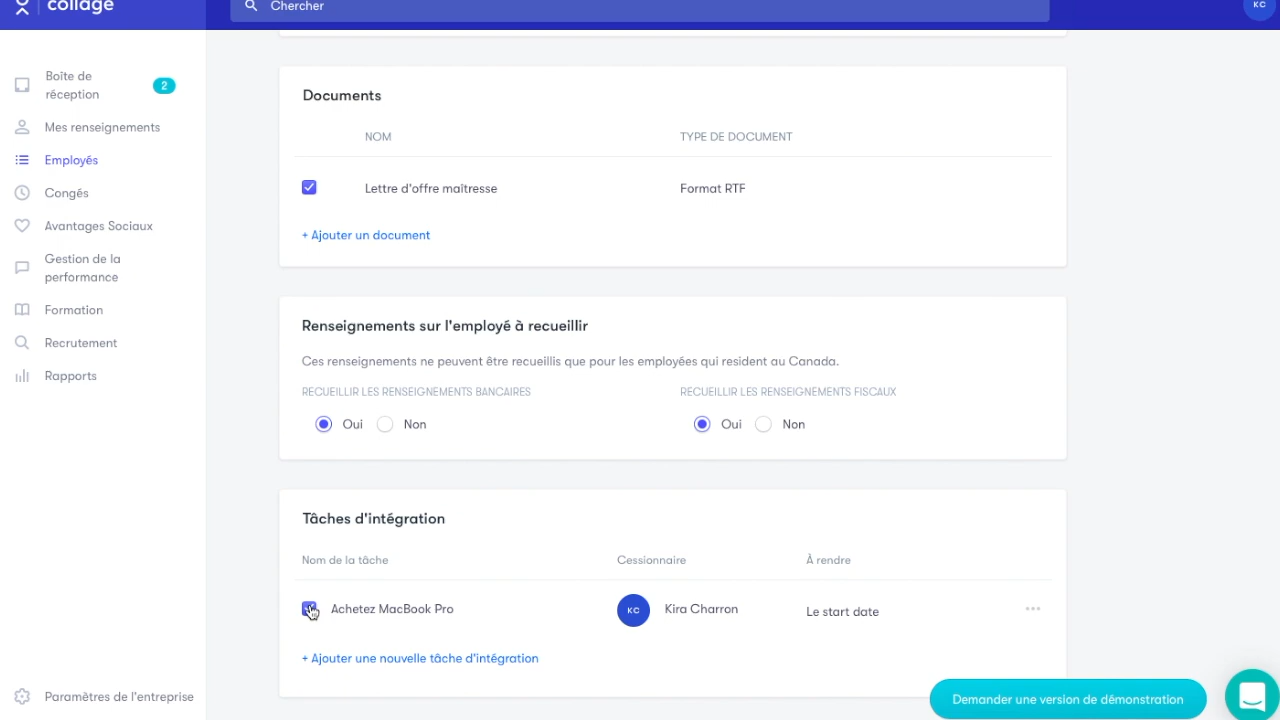 collage
Chercher
KC
Boîte de
réception
2
Mes renseignements
Employés
Congés
Avantages Sociaux
Gestion de la
performance
Formation
Recrutement
Rapports
Paramètres de l'entreprise
Documents
NOM
TYPE DE DOCUMENT
Lettre d'offre maîtresse
Format RTF
+ Ajouter un document
Renseignements sur l'employé à recueillir
Ces renseignements ne peuvent être recueillis que pour les employées qui resident au Canada.
RECUEILLIR LES RENSEIGNEMENTS BANCAIRES
RECUEILLIR LES RENSEIGNEMENTS FISCAUX
Oui
Non
Oui
Non
Tâches d'intégration
Nom de la tâche
Cessionnaire
À rendre
Achetez MacBook Pro
KC
Kira Charron
Le start date
+ Ajouter une nouvelle tâche d'intégration
Demander une version de démonstration